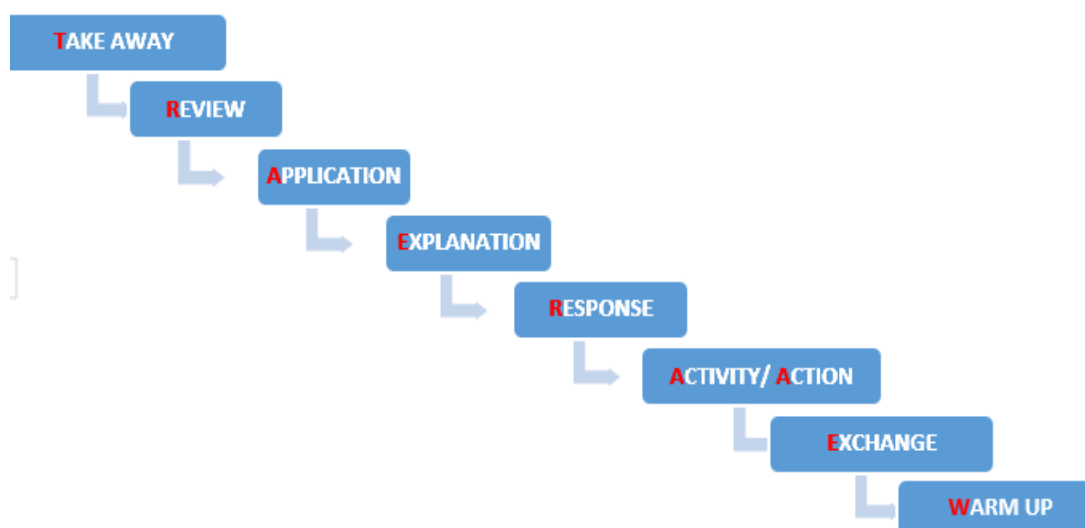 TAKE AWAY
REVIEW
APPLICATION
EXPLANATION
RESPONSE
ACTIVITY/ ACTION
EXCHANGE
WARM UP